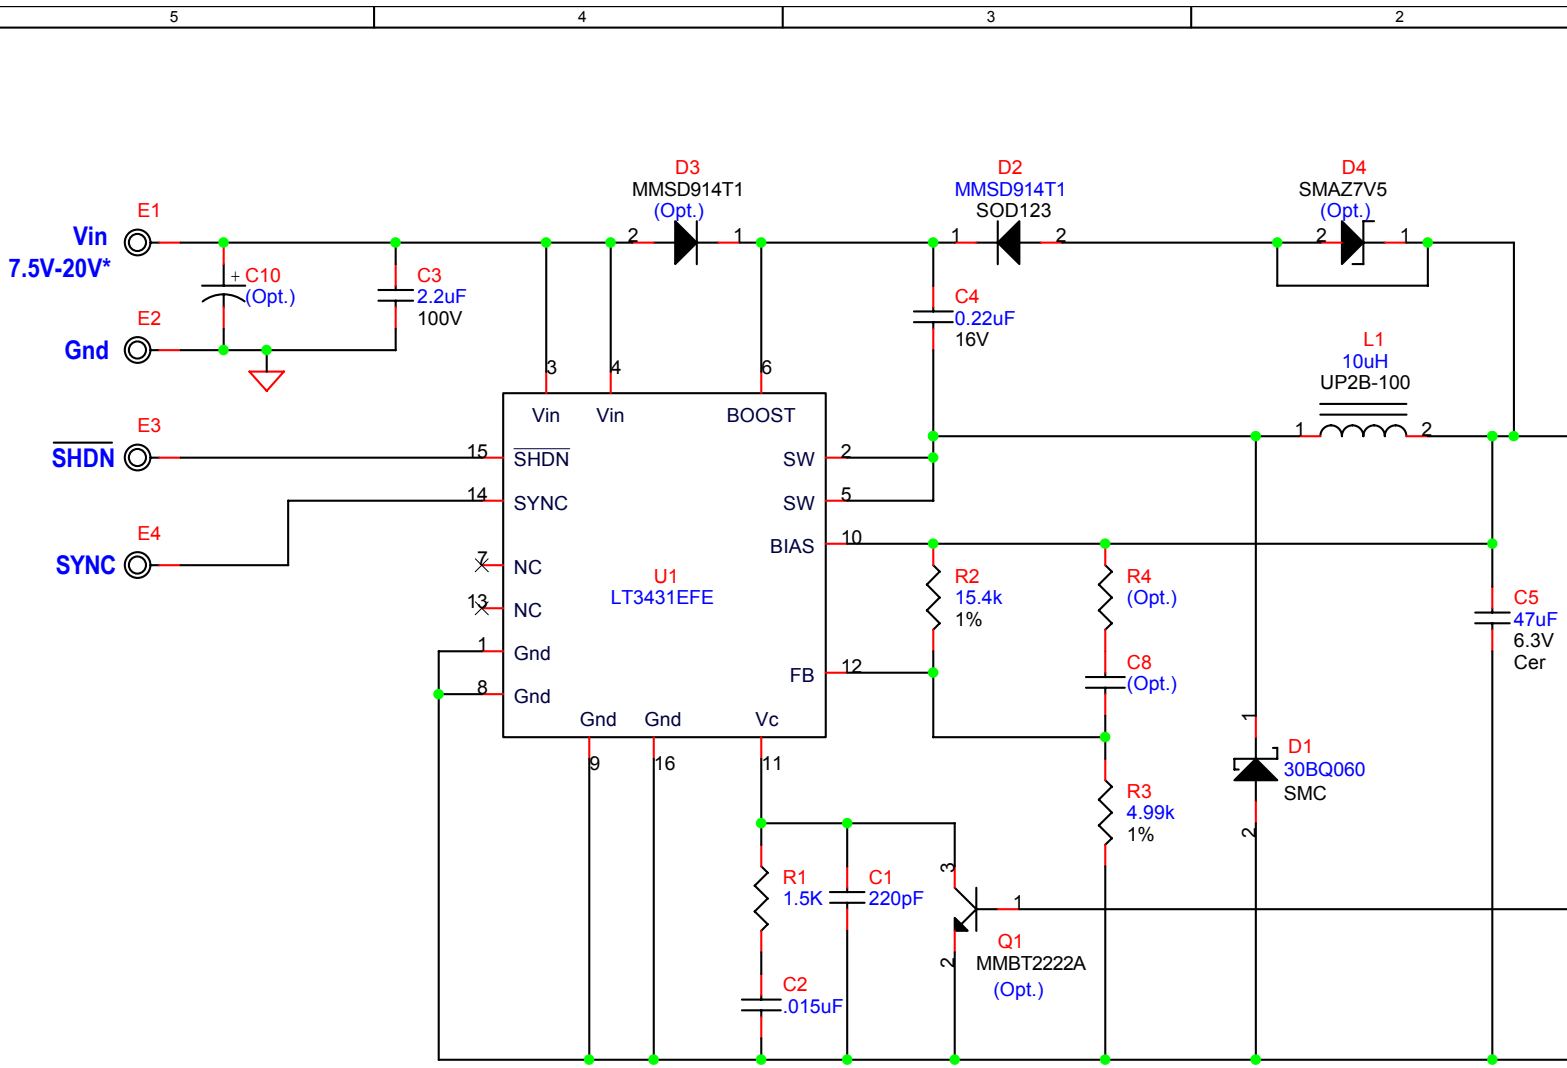 5 4 3 2
D3
MMSD914T1
(Opt.)
2 1
D2
MMSD914T1
SOD123
1 2
D4
SMAZ7V5
(Opt.)
2 1
E1
Vin
7.5V-20V*
+ C10
(Opt.)
C3
2.2uF
100V
E2
Gnd
C4
0.22uF
16V
L1
10uH
UP2B-100
1 2
3 4 6
Vin Vin BOOST
E3
SHDN
15 SHDN
14 SYNC
E4
SYNC
7 NC
13 NC
1 Gnd
8 Gnd
U1
LT3431EFE
SW 2
SW 5
BIAS 10
FB 12
Gnd Gnd Vc
9 16 11
R2
15.4k
1%
R4
(Opt.)
C8
(Opt.)
C5
47uF
6.3V
Cer
1
D1
30BQ060
SMC
2
R3
4.99k
1%
R1
1.5K
C1
220pF
3
1
2
Q1
MMBT2222A
(Opt.)
C2
.015uF